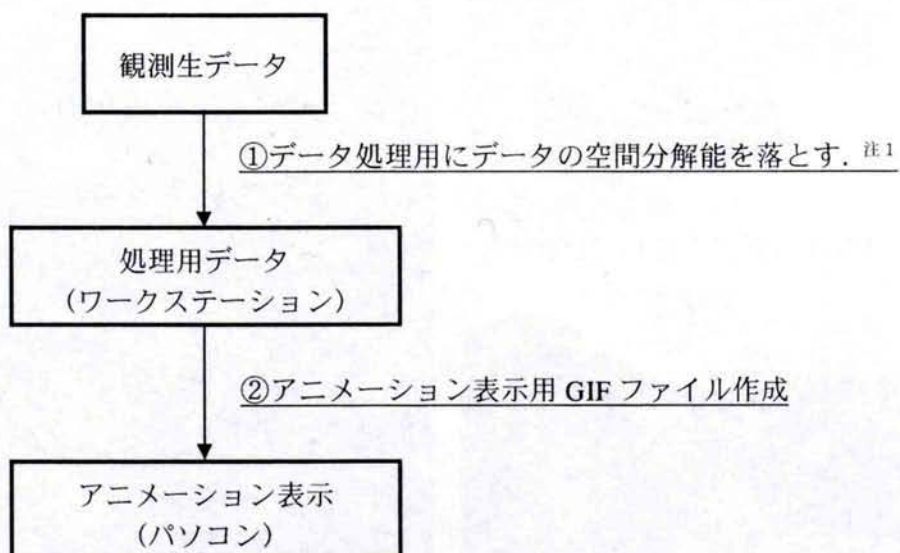 観測生データ
①データ処理用にデータの空間分解能を落とす. 注1
処理用データ
(ワークステーション)
②アニメーション表示用 GIF ファイル作成
アニメーション表示
(パソコン)